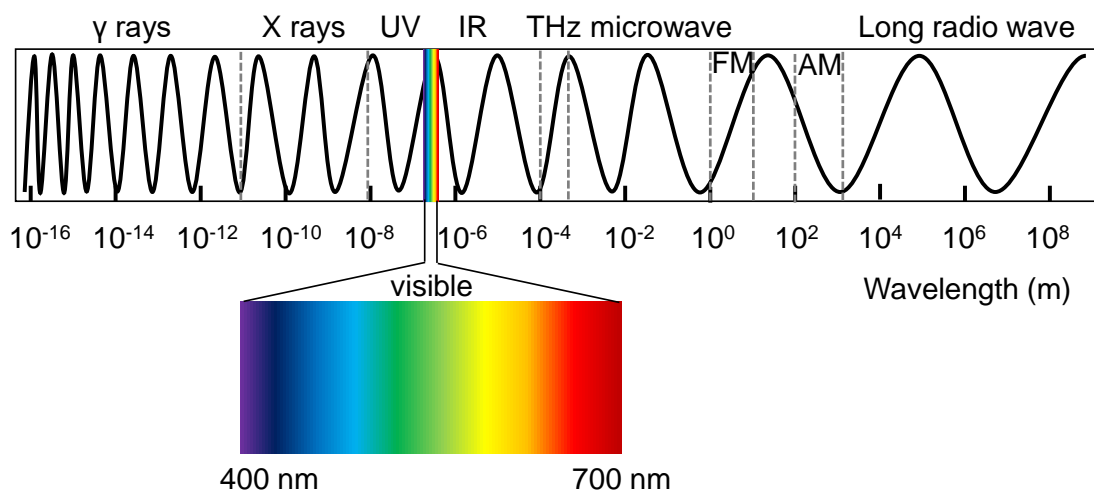 γ rays X rays UV IR THz microwave Long radio wave
FM AM
10⁻¹⁶ 10⁻¹⁴ 10⁻¹² 10⁻¹⁰ 10⁻⁸ 10⁻⁶ 10⁻⁴ 10⁻² 10⁰ 10² 10⁴ 10⁶ 10⁸
visible
Wavelength (m)
400 nm 700 nm